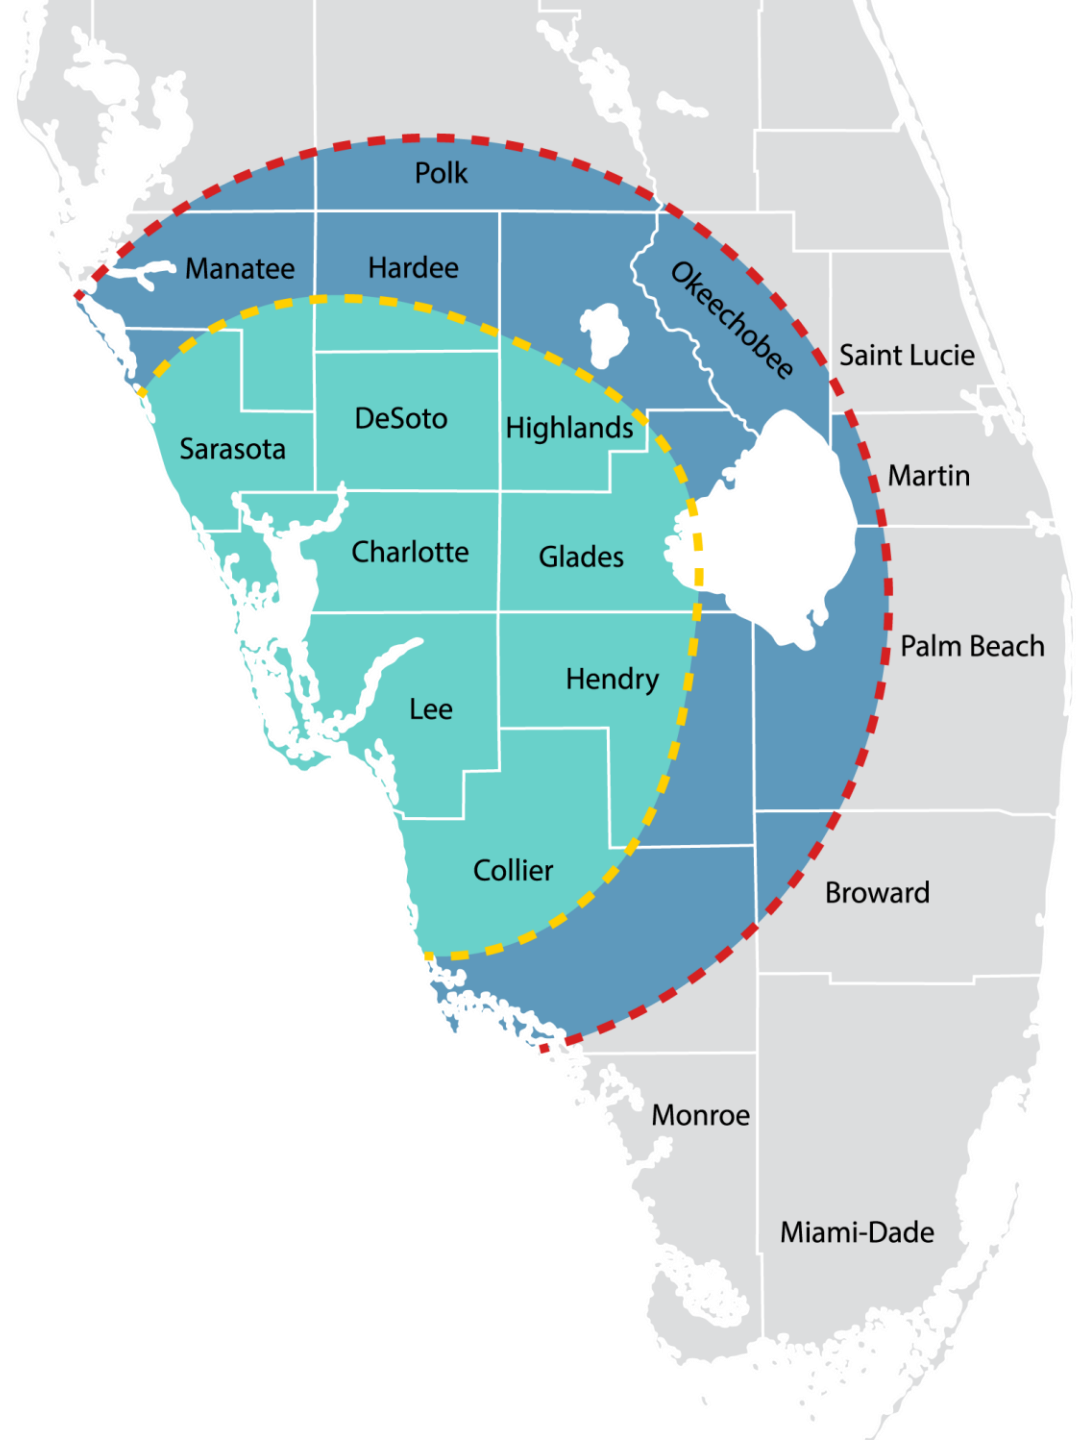 Polk
Manatee
Hardee
Okeechobee
Saint Lucie
DeSoto
Highlands
Sarasota
Martin
Charlotte
Glades
Palm Beach
Hendry
Lee
Collier
Broward
Monroe
Miami-Dade